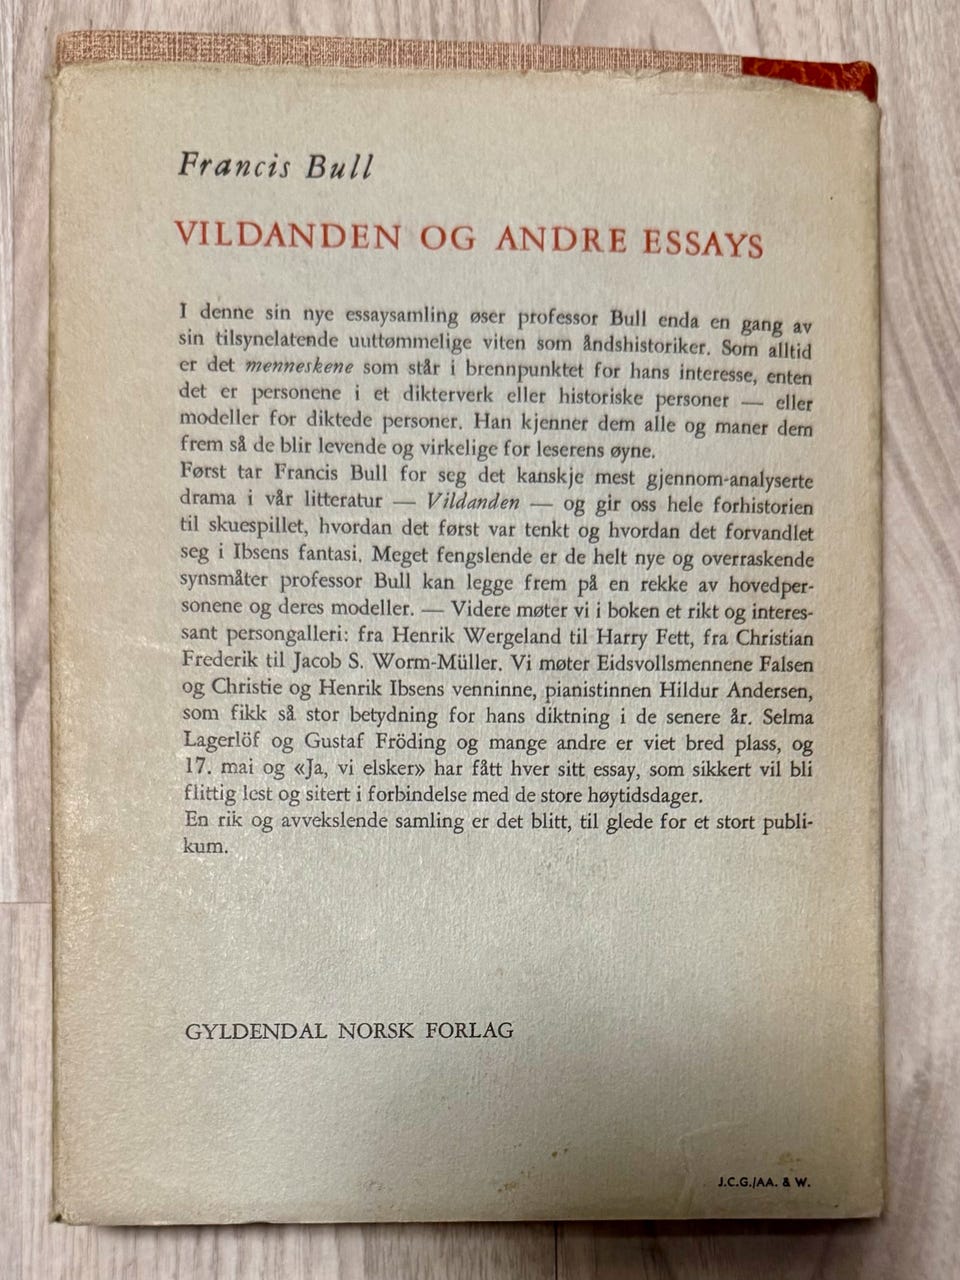 Francis Bull
VILDANDEN OG ANDRE ESSAYS
I denne sin nye essaysamling øser professor Bull enda en gang av
sin tilsynelatende uuttømmelige viten som åndshistoriker. Som alltid
er det menneskene som står i brennpunktet for hans interesse, enten
det er personene i et dikterverk eller historiske personer — eller
modeller for diktede personer. Han kjenner dem alle og maner dem
frem så de blir levende og virkelige for leserens øyne.
Først tar Francis Bull for seg det kanskje mest gjennom-analyserte
drama i vår litteratur — Vildanden — og gir oss hele forhistorien
til skuespillet, hvordan det først var tenkt og hvordan det forvandlet
seg i Ibsens fantasi. Meget fengslende er de helt nye og overraskende
synsmåter professor Bull kan legge frem på en rekke av hovedper-
sonene og deres modeller. — Videre møter vi i boken et rikt og interes-
sant persongalleri: fra Henrik Wergeland til Harry Fett, fra Christian
Frederik til Jacob S. Worm-Müller. Vi møter Eidsvollsmennene Falsen
og Christie og Henrik Ibsens venninne, pianistinnen Hildur Andersen,
som fikk så stor betydning for hans diktning i de senere år. Selma
Lagerlöf og Gustaf Fröding og mange andre er viet bred plass, og
17. mai og «Ja, vi elsker» har fått hver sitt essay, som sikkert vil bli
flittig lest og sitert i forbindelse med de store høytidsdager.
En rik og avvekslende samling er det blitt, til glede for et stort publi-
kum.
GYLDENDAL NORSK FORLAG
J.C.G./AA. & W.